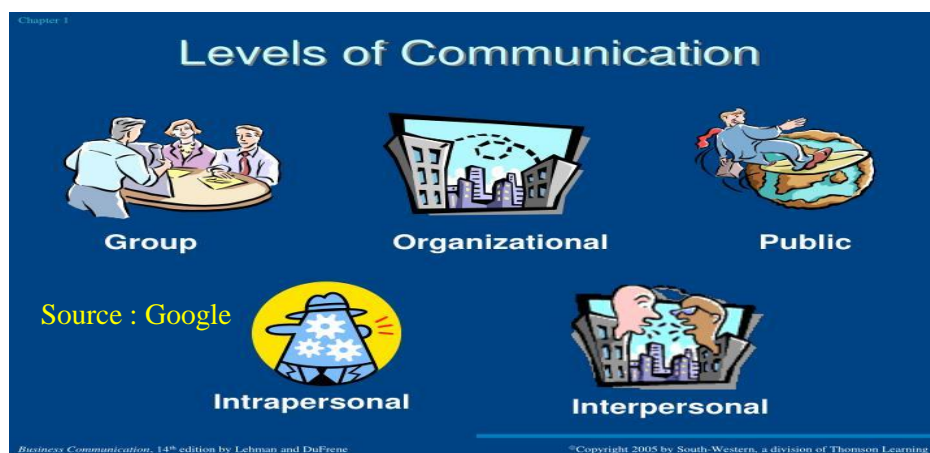 Chapter 1
Levels of Communication
Group
Organizational
Public
Source : Google
Intrapersonal
Interpersonal
Business Communication, 14th edition by Lehman and DuFrene
©Copyright 2005 by South-Western, a division of Thomson Learning